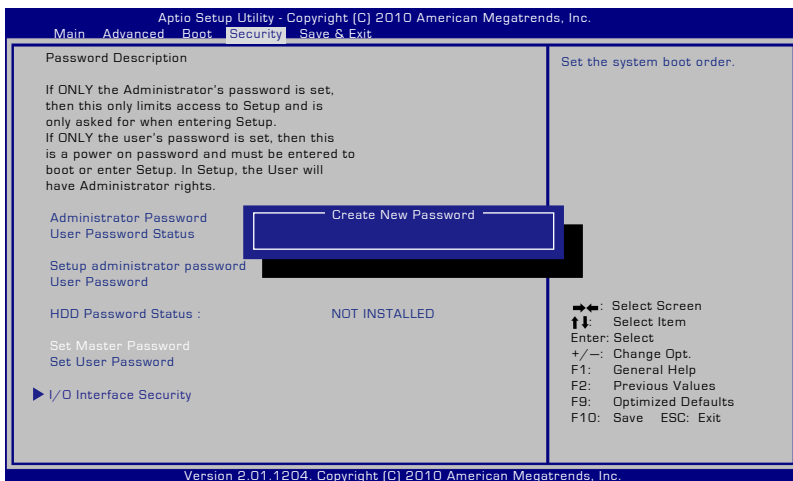 Aptio Setup Utility - Copyright (C) 2010 American Megatrends, Inc.
Main Advanced Boot Security Save & Exit
Password Description
If ONLY the Administrator's password is set,
then this only limits access to Setup and is
only asked for when entering Setup.
If ONLY the user's password is set, then this
is a power on password and must be entered to
boot or enter Setup. In Setup, the User will
have Administrator rights.
Administrator Password
User Password Status
Create New Password
Setup administrator password
User Password
HDD Password Status : NOT INSTALLED
Set Master Password
Set User Password
I/O Interface Security
Set the system boot order.
→←: Select Screen
↑↓: Select Item
Enter: Select
+/—: Change Opt.
F1: General Help
F2: Previous Values
F9: Optimized Defaults
F10: Save ESC: Exit
Version 2.01.1204. Copyright (C) 2010 American Megatrends, Inc.